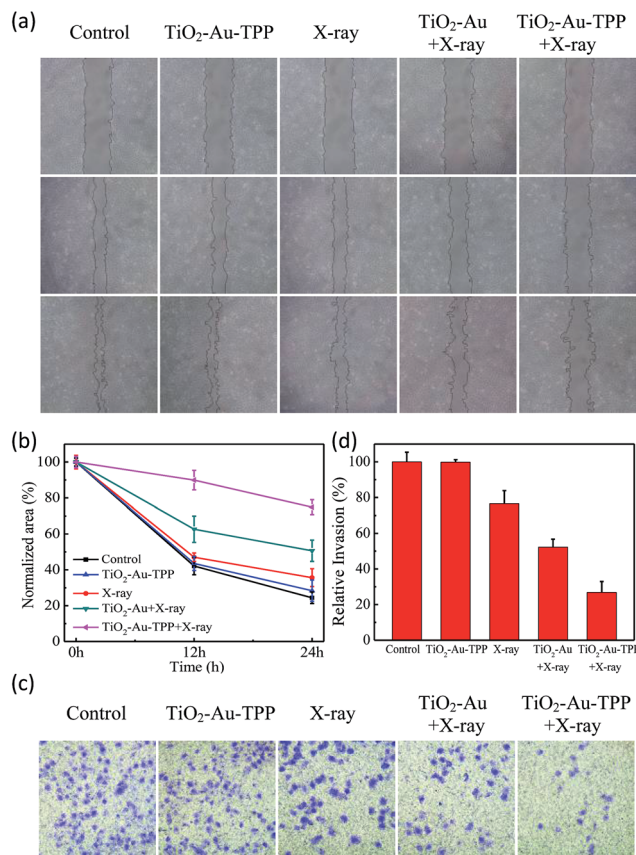 (a)
Control
TiO2-Au-TPP
X-ray
TiO2-Au
+X-ray
TiO2-Au-TPP
+X-ray
(b)
Normalized area (%)
100
80
60
40
20
0
Control
TiO2-Au-TPP
X-ray
TiO2-Au+X-ray
TiO2-Au-TPP+X-ray
0h
12h
24h
Time (h)
(d)
Relative Invasion (%)
100
80
60
40
20
0
Control
TiO2-Au-TPP
X-ray
TiO2-Au
+X-ray
TiO2-Au-TPP
+X-ray
(c)
Control
TiO2-Au-TPP
X-ray
TiO2-Au
+X-ray
TiO2-Au-TPP
+X-ray